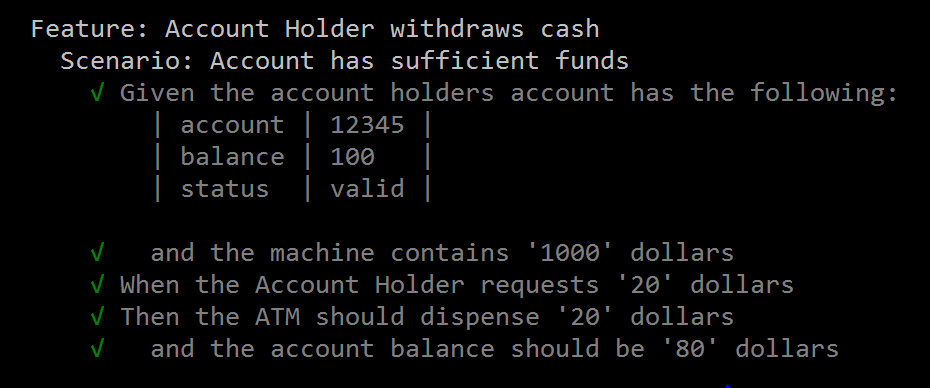 Feature: Account Holder withdraws cash
Scenario: Account has sufficient funds
√ Given the account holders account has the following:
| account | 12345 |
| balance | 100 |
| status | valid |
√ and the machine contains '1000' dollars
√ When the Account Holder requests '20' dollars
√ Then the ATM should dispense '20' dollars
√ and the account balance should be '80' dollars